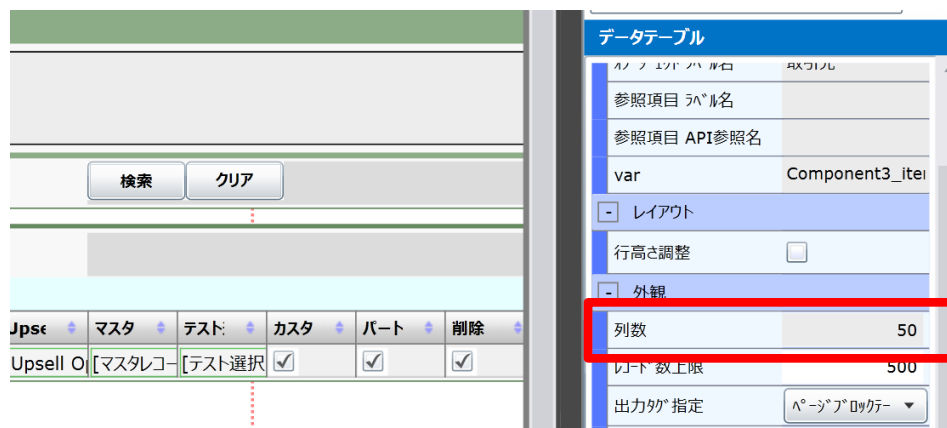 検索
クリア
Upse
マスタ
テスト
カスタ
パート
削除
Upsell O
[マスタレコー
[テスト選択
データテーブル
取引先
参照項目 ﾗﾍﾞﾙ名
参照項目 API参照名
var
Component3_iter
- レイアウト
行高さ調整
- 外観
列数
50
ﾚｺｰﾄﾞ数上限
500
出力ﾀｸﾞ指定
ﾍﾟｰｼﾞﾌﾞﾛｯｸﾃｰ